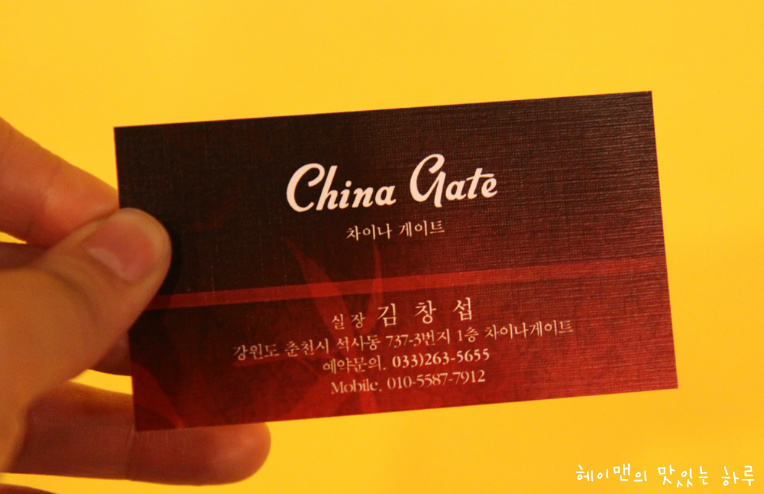 China Gate
차이나 게이트
실장 김 창 섭
강원도 춘천시 석사동 737-3번지 1층 차이나게이트
예약문의. 033)263-5655
Mobile. 010-5587-7912
헤이맨의 맛있는 하루